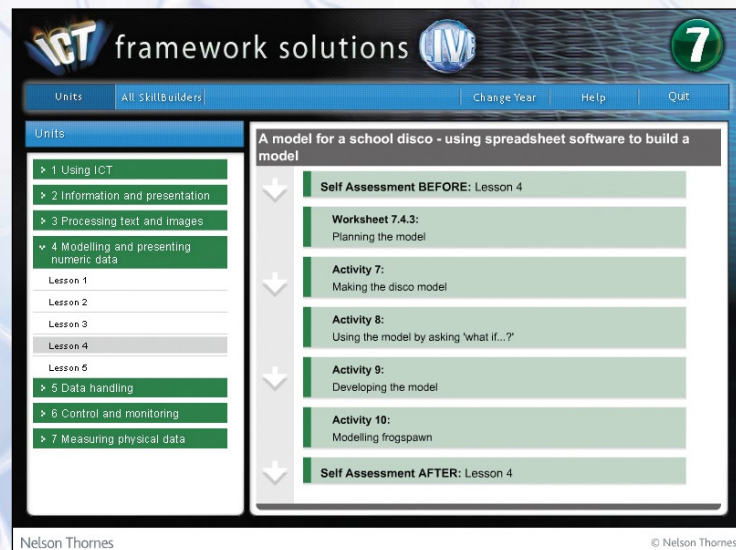 ICT framework solutions LIVE 7
Units All SkillBuilders Change Year Help Quit
Units
1 Using ICT
2 Information and presentation
3 Processing text and images
4 Modelling and presenting
numeric data
Lesson 1
Lesson 2
Lesson 3
Lesson 4
Lesson 5
5 Data handling
6 Control and monitoring
7 Measuring physical data
A model for a school disco - using spreadsheet software to build a
model
Self Assessment BEFORE: Lesson 4
Worksheet 7.4.3:
Planning the model
Activity 7:
Making the disco model
Activity 8:
Using the model by asking 'what if...?'
Activity 9:
Developing the model
Activity 10:
Modelling frogspawn
Self Assessment AFTER: Lesson 4
Nelson Thornes © Nelson Thornes